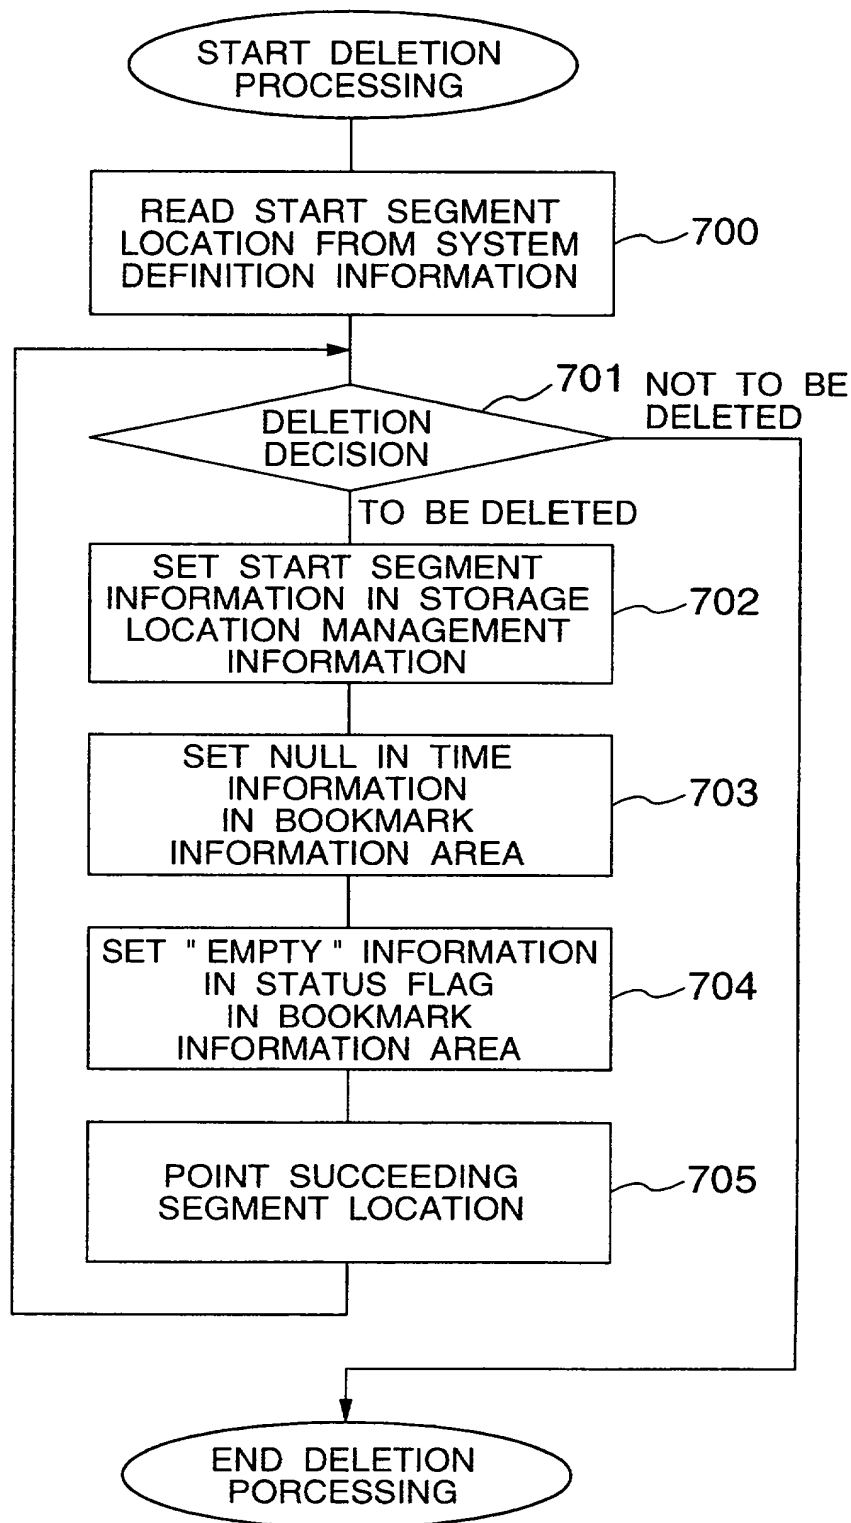 START DELETION
PROCESSING
READ START SEGMENT
LOCATION FROM SYSTEM
DEFINITION INFORMATION
700
701
NOT TO BE
DELETED
DELETION
DECISION
TO BE DELETED
SET START SEGMENT
INFORMATION IN STORAGE
LOCATION MANAGEMENT
INFORMATION
702
SET NULL IN TIME
INFORMATION
IN BOOKMARK
INFORMATION AREA
703
SET " EMPTY " INFORMATION
IN STATUS FLAG
IN BOOKMARK
INFORMATION AREA
704
POINT SUCCEEDING
SEGMENT LOCATION
705
END DELETION
PORCESSING